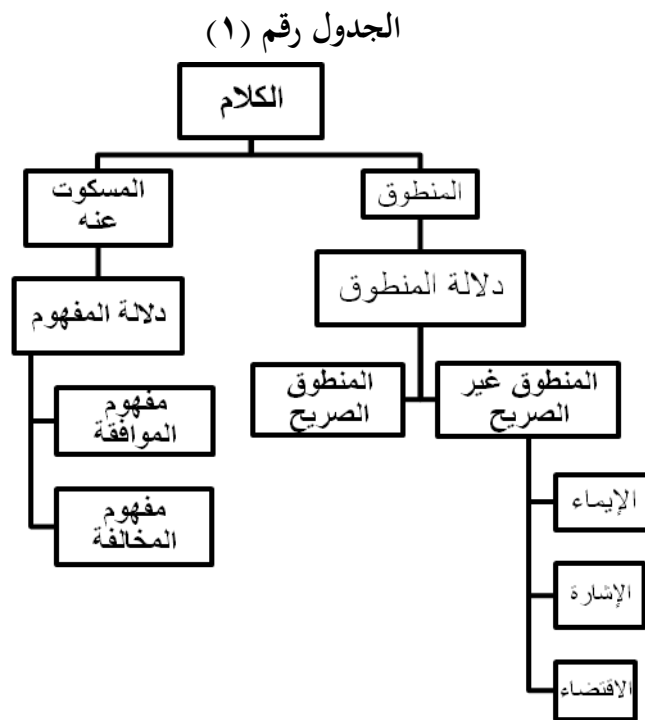 الجدول رقم (١)
الكلام
المنطوق
المسكوت
عنه
دلالة المنطوق
دلالة المفهوم
المنطوق غير
الصريح
المنطوق
الصريح
مفهوم
الموافقة
مفهوم
المخالفة
الإيماء
الإشارة
الاقتضاء